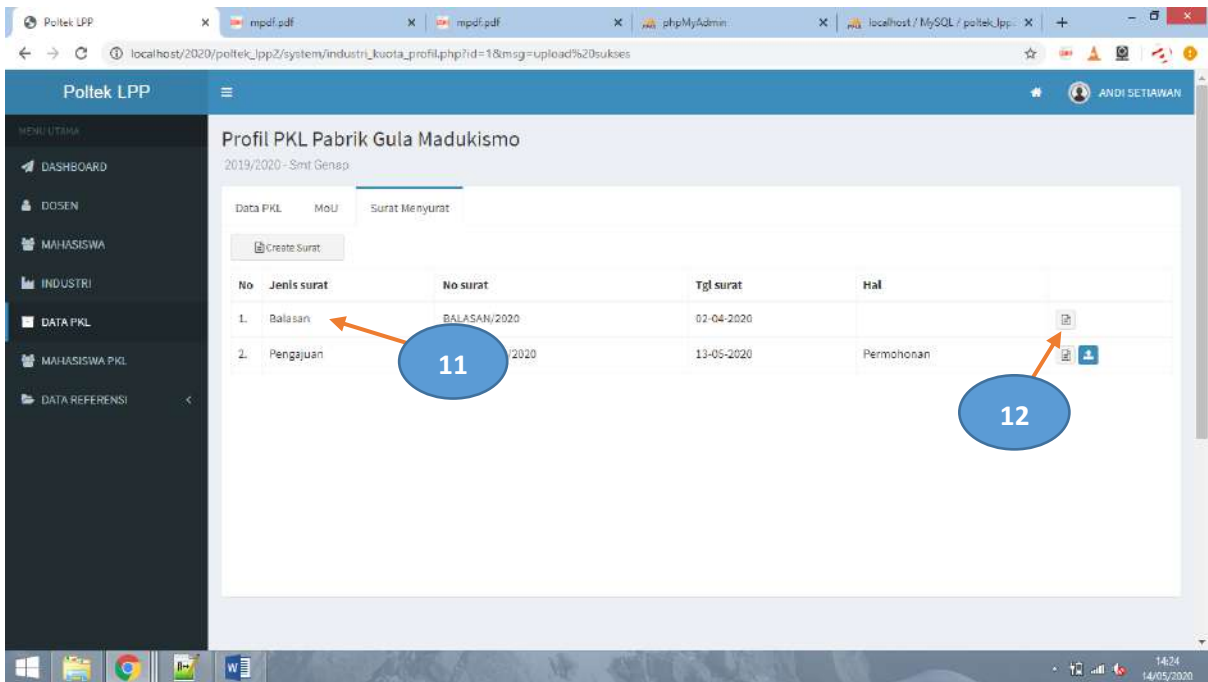 Poltek LPP
mpdf.pdf
mpdf.pdf
phpMyAdmin
localhost / MySQL / poltek_lpp
localhost/2020/poltek_lpp2/system/industri_kuota_profil.php?id=1&msg=upload%20sukses
Poltek LPP
ANDI SETIAWAN
MENU UTAMA
DASHBOARD
DOSEN
MAHASISWA
INDUSTRI
DATA PKL
MAHASISWA PKL
DATA REFERENSI
Profil PKL Pabrik Gula Madukismo
2019/2020 - Smt Genap
Data PKL MoU Surat Menyurat
Create Surat
No Jenis surat No surat Tgl surat Hal
1. Balasan BALASAN/2020 02-04-2020
2. Pengajuan /2020 13-05-2020 Permohonan
11
12
14:24
14/05/2020